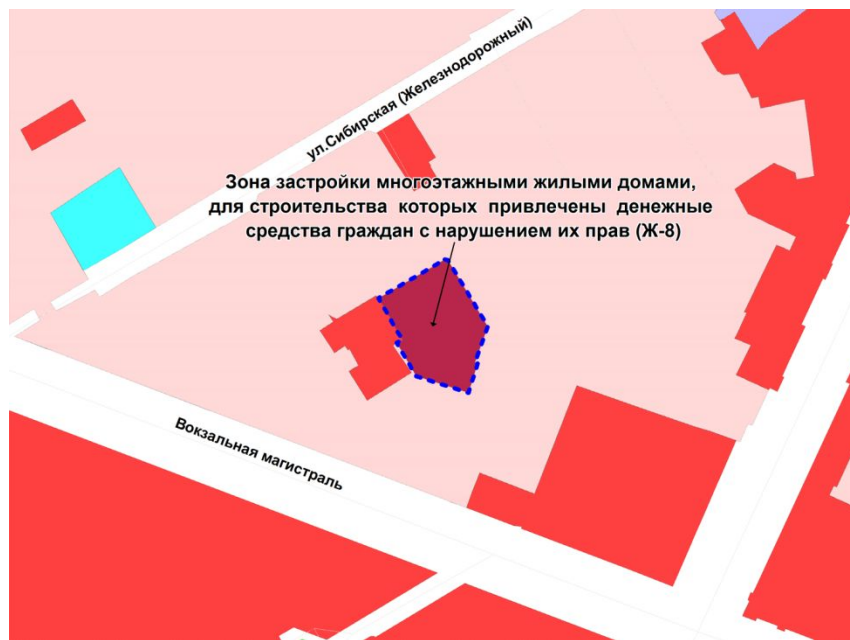 ул.Сибирская (Железнодорожный)
Зона застройки многоэтажными жилыми домами,
для строительства которых привлечены денежные
средства граждан с нарушением их прав (Ж-8)
Вокзальная магистраль